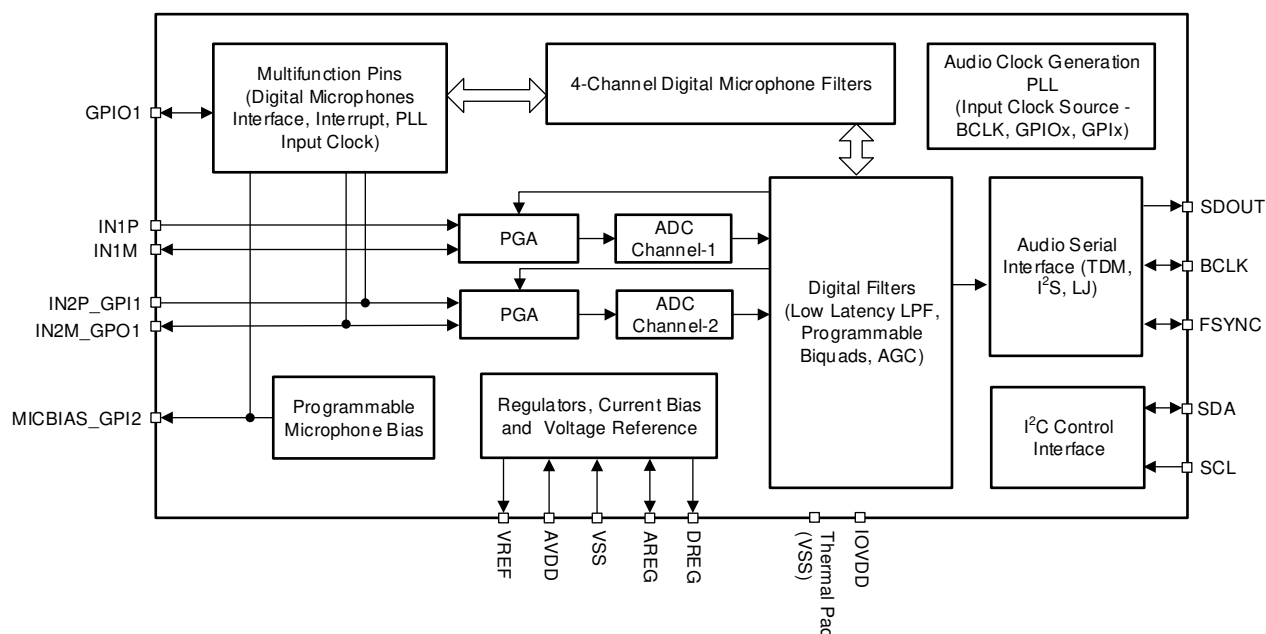 Multifunction Pins
(Digital Microphones
Interface, Interrupt, PLL
Input Clock)
4-Channel Digital Microphone Filters
Audio Clock Generation
PLL
(Input Clock Source -
BCLK, GPIOx, GPIx)
GPIO1
IN1P
IN1M
IN2P_GPI1
IN2M_GPO1
MICBIAS_GPI2
PGA
ADC
Channel-1
PGA
ADC
Channel-2
Digital Filters
(Low Latency LPF,
Programmable
Biquads, AGC)
Audio Serial
Interface (TDM,
I²S, LJ)
SDOUT
BCLK
FSYNC
Programmable
Microphone Bias
Regulators, Current Bias
and Voltage Reference
I²C Control
Interface
SDA
SCL
VREF
AVDD
VSS
AREG
DREG
Thermal Pad
(VSS)
IOVDD